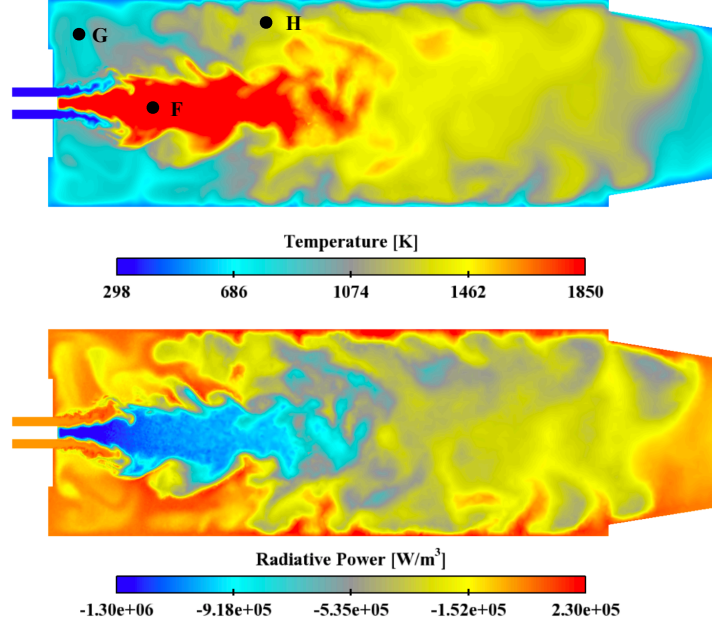 H
G
F
Temperature [K]
298 686 1074 1462 1850
Radiative Power [W/m³]
-1.30e+06 -9.18e+05 -5.35e+05 -1.52e+05 2.30e+05